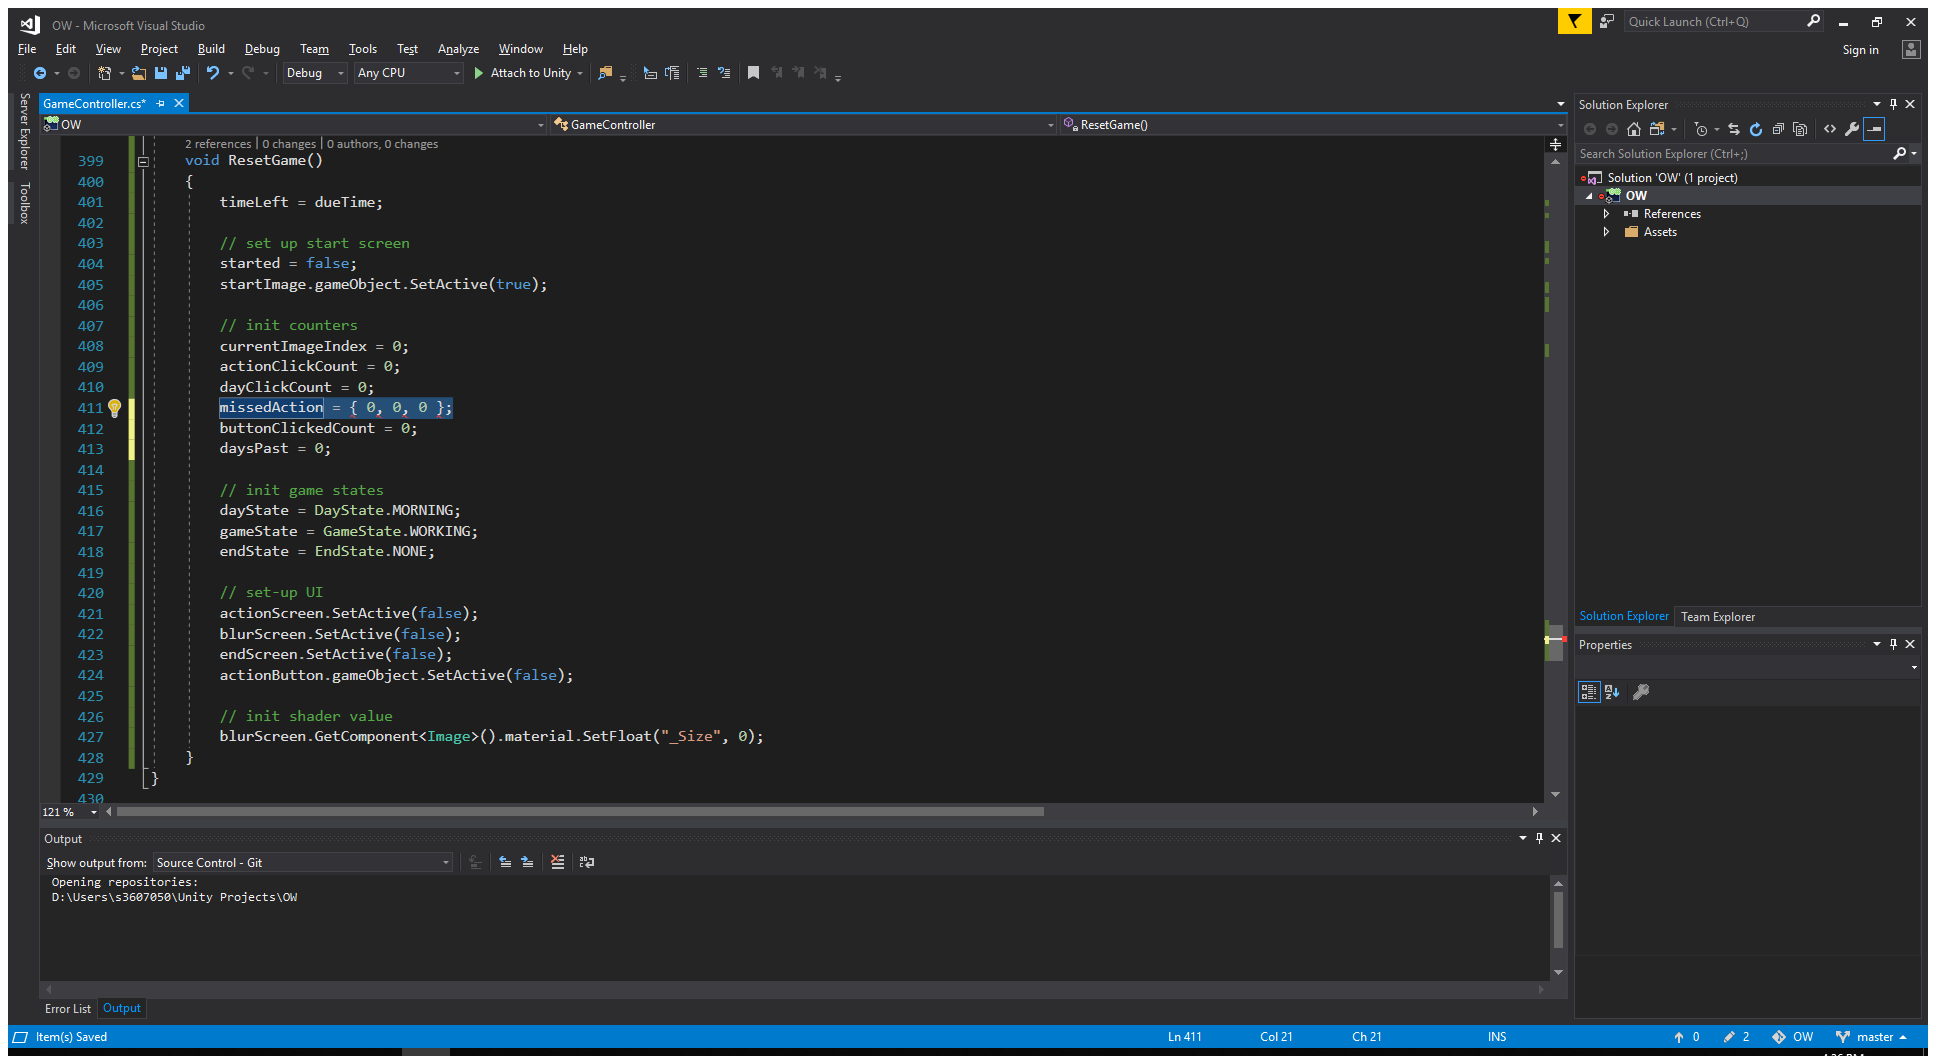 OW - Microsoft Visual Studio
Quick Launch (Ctrl+Q)
File Edit View Project Build Debug Team Tools Test Analyze Window Help
Sign in
Debug Any CPU Attach to Unity
Server Explorer
Toolbox
GameController.cs*
OW GameController ResetGame()
2 references | 0 changes | 0 authors, 0 changes
399 void ResetGame()
400 {
401 timeLeft = dueTime;
402
403 // set up start screen
404 started = false;
405 startImage.gameObject.SetActive(true);
406
407 // init counters
408 currentImageIndex = 0;
409 actionClickCount = 0;
410 dayClickCount = 0;
411 missedAction = { 0, 0, 0 };
412 buttonClickedCount = 0;
413 daysPast = 0;
414
415 // init game states
416 dayState = DayState.MORNING;
417 gameState = GameState.WORKING;
418 endState = EndState.NONE;
419
420 // set-up UI
421 actionScreen.SetActive(false);
422 blurScreen.SetActive(false);
423 endScreen.SetActive(false);
424 actionButton.gameObject.SetActive(false);
425
426 // init shader value
427 blurScreen.GetComponent<Image>().material.SetFloat("_Size", 0);
428 }
429 }
430
121 %
Output
Show output from: Source Control - Git
Opening repositories:
D:\Users\s3607050\Unity Projects\OW
Error List Output
Solution Explorer
Search Solution Explorer (Ctrl+;)
Solution 'OW' (1 project)
OW
References
Assets
Solution Explorer Team Explorer
Properties
Item(s) Saved Ln 411 Col 21 Ch 21 INS 0 2 OW master